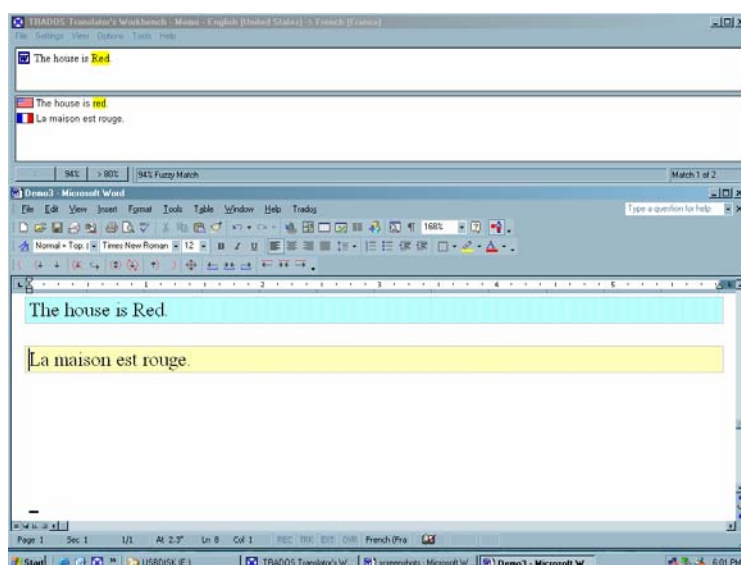 TRADOS Translator's Workbench - Memo - English (United States) -> French (France)
File Settings View Options Tools Help
The house is Red.
The house is red.
La maison est rouge.
94% > 80% 94% Fuzzy Match Match 1 of 2
Demo3 - Microsoft Word
File Edit View Insert Format Tools Table Window Help Trados Type a question for help
168%
Normal + Top: Times New Roman 12 B I U
1 2 3 4 5
The house is Red.
La maison est rouge.
Page 1 Sec 1 1/1 At 2.3" Ln 8 Col 1 REC TRK EXT OVR French (Fra
Start USBDISK (E:) TRADOS Translator's W... screenshots - Microsoft W... Demo3 - Microsoft W... 6:01 PM